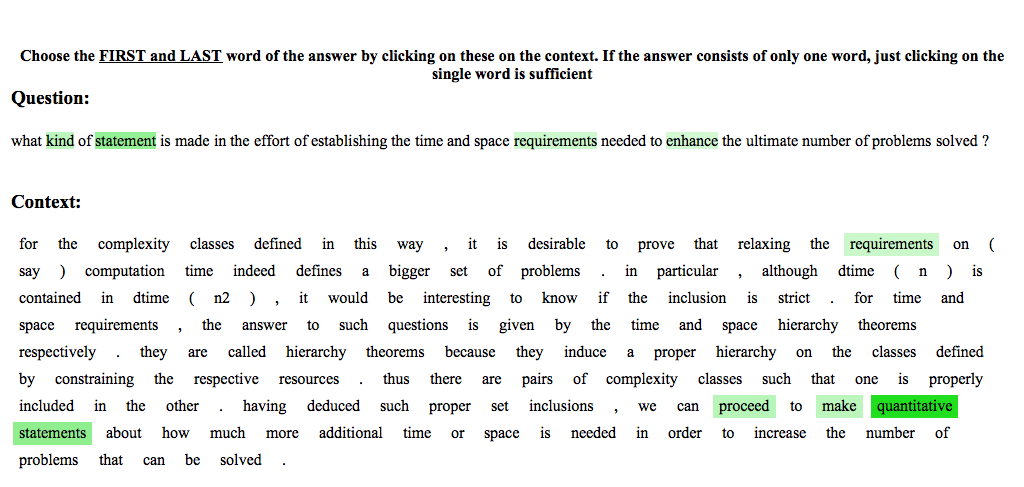 Choose the FIRST and LAST word of the answer by clicking on these on the context. If the answer consists of only one word, just clicking on the
single word is sufficient
Question:
what kind of statement is made in the effort of establishing the time and space requirements needed to enhance the ultimate number of problems solved ?
Context:
for the complexity classes defined in this way , it is desirable to prove that relaxing the requirements on (
say ) computation time indeed defines a bigger set of problems . in particular , although dtime ( n ) is
contained in dtime ( n2 ) , it would be interesting to know if the inclusion is strict . for time and
space requirements , the answer to such questions is given by the time and space hierarchy theorems
respectively . they are called hierarchy theorems because they induce a proper hierarchy on the classes defined
by constraining the respective resources . thus there are pairs of complexity classes such that one is properly
included in the other . having deduced such proper set inclusions , we can proceed to make quantitative
statements about how much more additional time or space is needed in order to increase the number of
problems that can be solved .